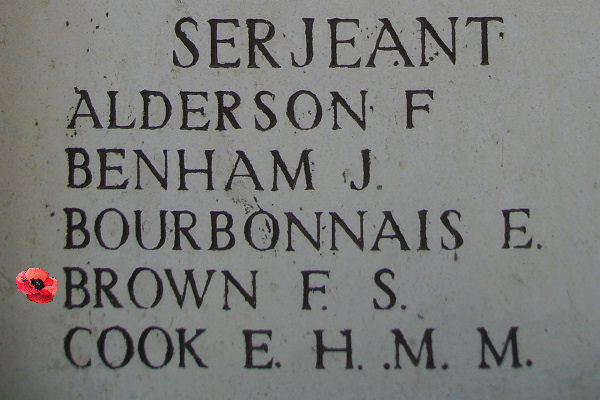 SERJEANT
ALDERSON F
BENHAM J.
BOURBONNAIS E.
BROWN F. S.
COOK E. H. M. M.